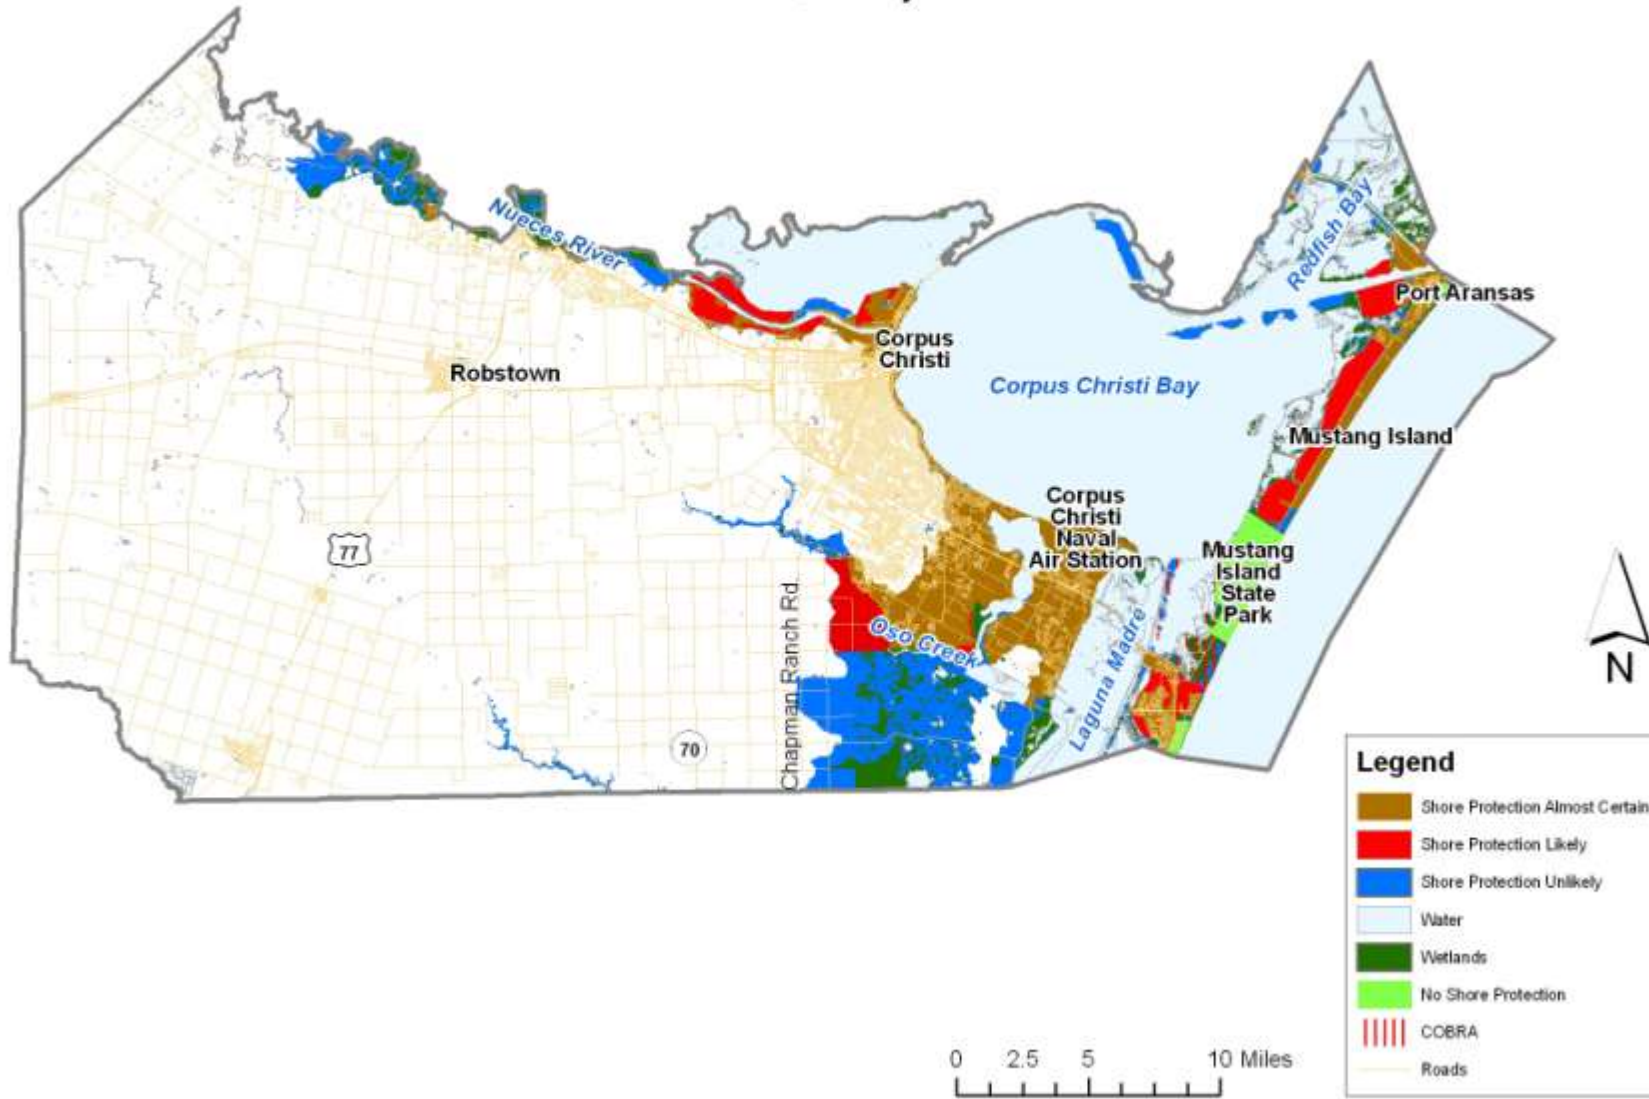 Nueces River
Redfish Bay
Port Aransas
Corpus
Christi
Robstown
Corpus Christi Bay
Mustang Island
Corpus
Christi
Naval
Air Station
77
Mustang
Island
State
Park
Chapman Ranch Rd.
Oso Creek
Laguna Madre
N
70
Legend
Shore Protection Almost Certain
Shore Protection Likely
Shore Protection Unlikely
Water
Wetlands
No Shore Protection
COBRA
Roads
0 2.5 5 10 Miles